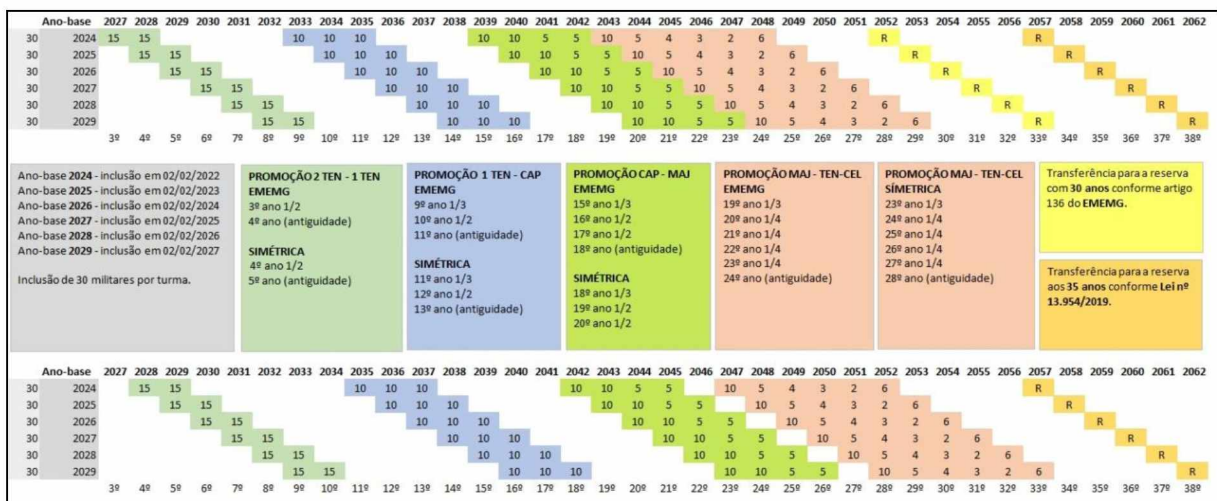 Ano-base 2027 2028 2029 2030 2031 2032 2033 2034 2035 2036 2037 2038 2039 2040 2041 2042 2043 2044 2045 2046 2047 2048 2049 2050 2051 2052 2053 2054 2055 2056 2057 2058 2059 2060 2061 2062
30 2024 15 15 10 10 10 10 10 5 5 10 5 4 3 2 6 R R
30 2025 15 15 10 10 10 10 10 5 5 10 5 4 3 2 6 R R
30 2026 15 15 10 10 10 10 10 5 5 10 5 4 3 2 6 R R
30 2027 15 15 10 10 10 10 10 5 5 10 5 4 3 2 6 R R
30 2028 15 15 10 10 10 10 10 5 5 10 5 4 3 2 6 R R
30 2029 15 15 10 10 10 10 10 5 5 10 5 4 3 2 6 R R
3º 4º 5º 6º 7º 8º 9º 10º 11º 12º 13º 14º 15º 16º 17º 18º 19º 20º 21º 22º 23º 24º 25º 26º 27º 28º 29º 30º 31º 32º 33º 34º 35º 36º 37º 38º
Ano-base 2024 - inclusão em 02/02/2022
Ano-base 2025 - inclusão em 02/02/2023
Ano-base 2026 - inclusão em 02/02/2024
Ano-base 2027 - inclusão em 02/02/2025
Ano-base 2028 - inclusão em 02/02/2026
Ano-base 2029 - inclusão em 02/02/2027
Inclusão de 30 militares por turma.
PROMOÇÃO 2 TEN - 1 TEN
EMEMG
3º ano 1/2
4º ano (antiguidade)
SIMÉTRICA
4º ano 1/2
5º ano (antiguidade)
PROMOÇÃO 1 TEN - CAP
EMEMG
9º ano 1/3
10º ano 1/2
11º ano (antiguidade)
SIMÉTRICA
11º ano 1/3
12º ano 1/2
13º ano (antiguidade)
PROMOÇÃO CAP - MAJ
EMEMG
15º ano 1/3
16º ano 1/2
17º ano 1/2
18º ano (antiguidade)
SIMÉTRICA
18º ano 1/3
19º ano 1/2
20º ano 1/2
PROMOÇÃO MAJ - TEN-CEL
EMEMG
19º ano 1/3
20º ano 1/4
21º ano 1/4
22º ano 1/4
23º ano 1/4
24º ano (antiguidade)
PROMOÇÃO MAJ - TEN-CEL
SÍMETRICA
23º ano 1/3
24º ano 1/4
25º ano 1/4
26º ano 1/4
27º ano 1/4
28º ano (antiguidade)
Transferência para a reserva
com 30 anos conforme artigo
136 do EMEMG.
Transferência para a reserva
aos 35 anos conforme Lei nº
13.954/2019.
Ano-base 2027 2028 2029 2030 2031 2032 2033 2034 2035 2036 2037 2038 2039 2040 2041 2042 2043 2044 2045 2046 2047 2048 2049 2050 2051 2052 2053 2054 2055 2056 2057 2058 2059 2060 2061 2062
30 2024 15 15 10 10 10 10 10 5 5 10 5 4 3 2 6 R
30 2025 15 15 10 10 10 10 10 5 5 10 5 4 3 2 6 R
30 2026 15 15 10 10 10 10 10 5 5 10 5 4 3 2 6 R
30 2027 15 15 10 10 10 10 10 5 5 10 5 4 3 2 6 R
30 2028 15 15 10 10 10 10 10 5 5 10 5 4 3 2 6 R
30 2029 15 15 10 10 10 10 10 5 5 10 5 4 3 2 6 R
3º 4º 5º 6º 7º 8º 9º 10º 11º 12º 13º 14º 15º 16º 17º 18º 19º 20º 21º 22º 23º 24º 25º 26º 27º 28º 29º 30º 31º 32º 33º 34º 35º 36º 37º 38º